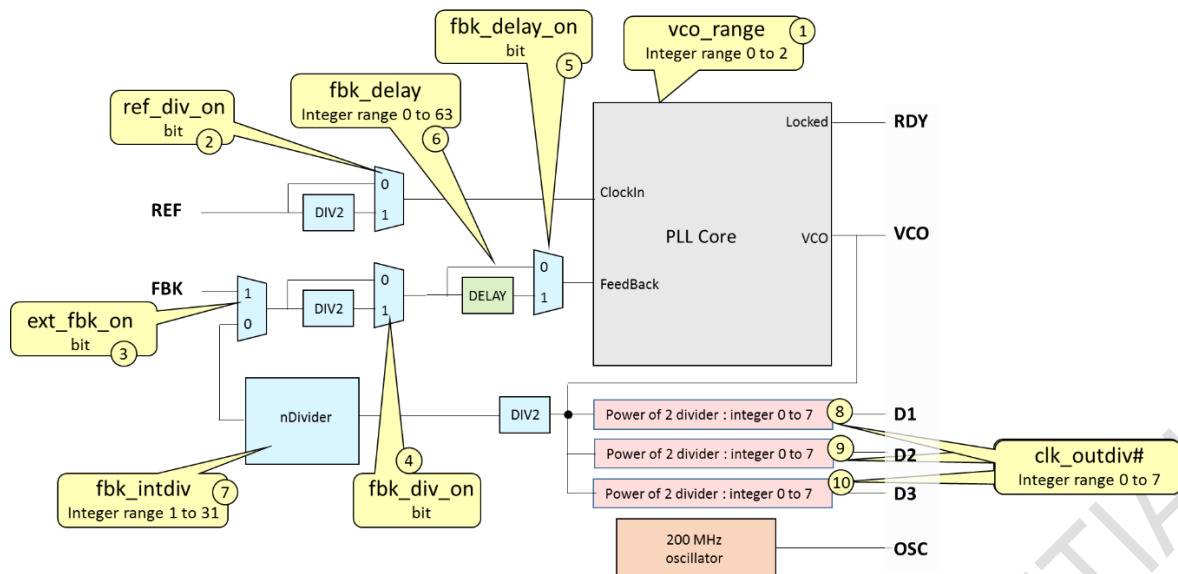 fbk_delay_on
bit
5
vco_range
1
Integer range 0 to 2
fbk_delay
Integer range 0 to 63
6
ref_div_on
bit
2
Locked
RDY
0
REF
DIV2
1
ClockIn
PLL Core
VCO
VCO
0
FBK
1
DIV2
0
1
DELAY
0
1
FeedBack
ext_fbk_on
bit
3
nDivider
DIV2
Power of 2 divider : integer 0 to 7
8
D1
Power of 2 divider : integer 0 to 7
9
D2
Power of 2 divider : integer 0 to 7
10
D3
clk_outdiv#
Integer range 0 to 7
fbk_intdiv
7
Integer range 1 to 31
4
fbk_div_on
bit
200 MHz
oscillator
OSC